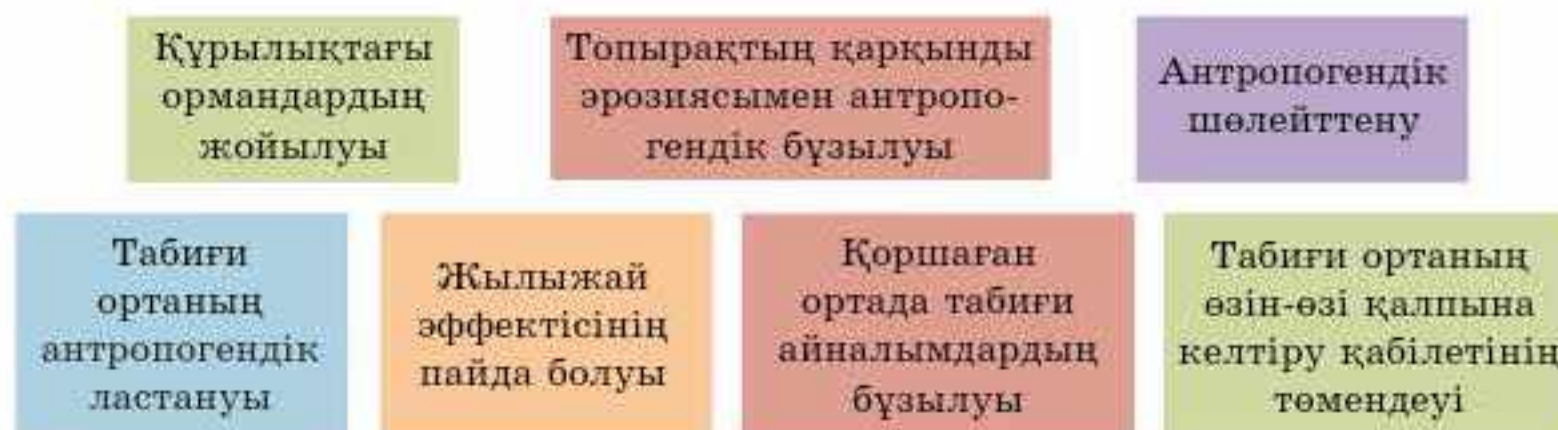 Құрылықтағы
ормандардың
жойылуы
Топырақтың қарқынды
эрозиясымен антропо-
гендік бұзылуы
Антропогендік
шөлейттену
Табиғи
ортаның
антропогендік
ластануы
Жылыжай
эффектісінің
пайда болуы
Қоршаған
ортада табиғи
айналымдардың
бұзылуы
Табиғи ортаның
өзін-өзі қалпына
келтіру қабілетінің
төмендеуі